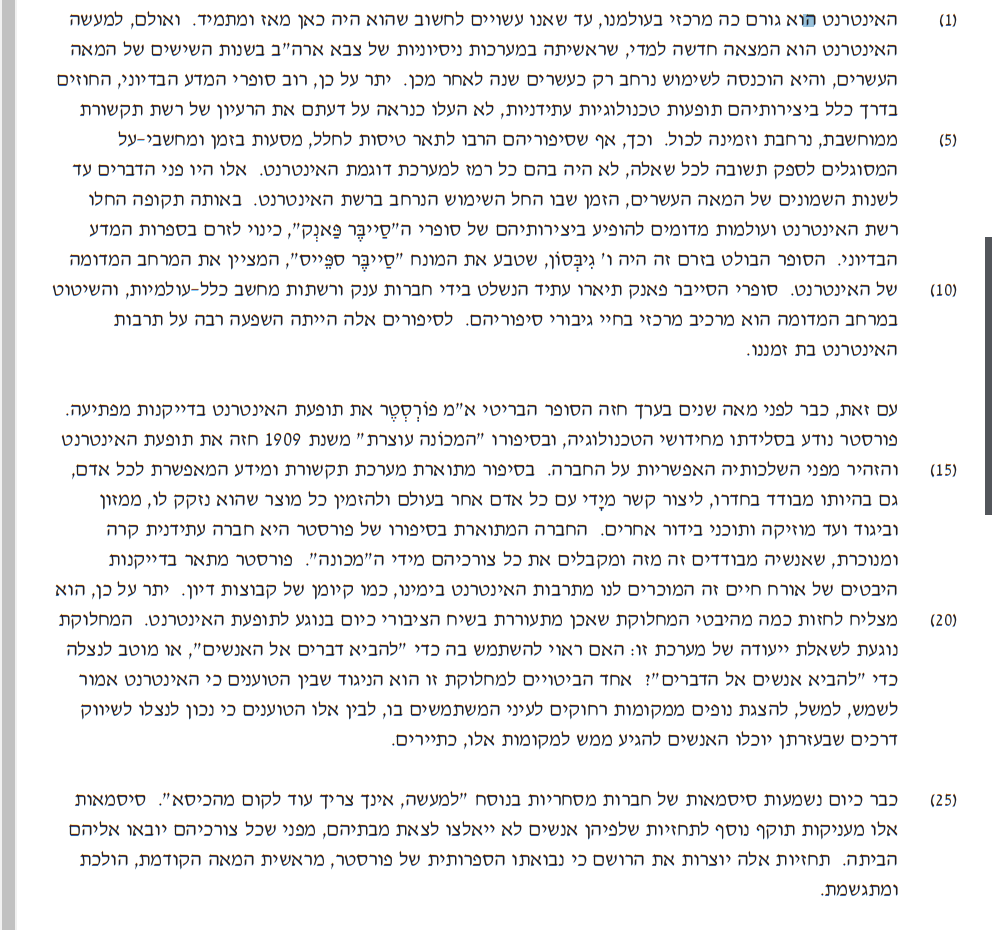 (1) האינטרנט הוא גורם כה מרכזי בעולמנו, עד שאנו עשויים לחשוב שהוא היה כאן מאז ומתמיד. ואולם, למעשה
האינטרנט הוא המצאה חדשה למדי, שראשיתה במערכות ניסיוניות של צבא ארה"ב בשנות השישים של המאה
העשרים, והיא הוכנסה לשימוש נרחב רק כעשרים שנה לאחר מכן. יתר על כן, רוב סופרי המדע הבדיוני, החוזים
בדרך כלל ביצירותיהם תופעות טכנולוגיות עתידניות, לא העלו כנראה על דעתם את הרעיון של רשת תקשורת
(5) ממוחשבת, נרחבת וזמינה לכול. וכך, אף שסיפוריהם הרבו לתאר טיסות לחלל, מסעות בזמן ומחשבי-על
המסוגלים לספק תשובה לכל שאלה, לא היה בהם כל רמז למערכת דוגמת האינטרנט. אלו היו פני הדברים עד
לשנות השמונים של המאה העשרים, הזמן שבו החל השימוש הנרחב ברשת האינטרנט. באותה תקופה החלו
רשת האינטרנט ועולמות מדומים להופיע ביצירותיהם של סופרי ה"סַייבֶּר פַּאנְק", כינוי לזרם בספרות המדע
הבדיוני. הסופר הבולט בזרם זה היה ו' גִיבְּסוֹן, שטבע את המונח "סַייבֶּר סְפֵּייס", המציין את המרחב המדומה
(10) של האינטרנט. סופרי הסייבר פאנק תיארו עתיד הנשלט בידי חברות ענק ורשתות מחשב כלל-עולמיות, והשיטוט
במרחב המדומה הוא מרכיב מרכזי בחיי גיבורי סיפוריהם. לסיפורים אלה הייתה השפעה רבה על תרבות
האינטרנט בת זמננו.
עם זאת, כבר לפני מאה שנים בערך חזה הסופר הבריטי א"מ פוֹרְסְטֶר את תופעת האינטרנט בדייקנות מפתיעה.
פורסטר נודע בסלידתו מחידושי הטכנולוגיה, ובסיפורו "המכוֹנה עוצרת" משנת 1909 חזה את תופעת האינטרנט
(15) והזהיר מפני השלכותיה האפשריות על החברה. בסיפור מתוארת מערכת תקשורת ומידע המאפשרת לכל אדם,
גם בהיותו מבודד בחדרו, ליצור קשר מיָדי עם כל אדם אחר בעולם ולהזמין כל מוצר שהוא נזקק לו, ממזון
וביגוד ועד מוזיקה ותוכני בידור אחרים. החברה המתוארת בסיפורו של פורסטר היא חברה עתידנית קרה
ומנוכרת, שאנשיה מבודדים זה מזה ומקבלים את כל צורכיהם מידי ה"מכונה". פורסטר מתאר בדייקנות
היבטים של אורח חיים זה המוכרים לנו מתרבות האינטרנט בימינו, כמו קיומן של קבוצות דיון. יתר על כן, הוא
(20) מצליח לחזות כמה מהיבטי המחלוקת שאכן מתעוררת בשיח הציבורי כיום בנוגע לתופעת האינטרנט. המחלוקת
נוגעת לשאלת ייעודה של מערכת זו: האם ראוי להשתמש בה כדי "להביא דברים אל האנשים", או מוטב לנצלה
כדי "להביא אנשים אל הדברים"? אחד הביטויים למחלוקת זו הוא הניגוד שבין הטוענים כי האינטרנט אמור
לשמש, למשל, להצגת נופים ממקומות רחוקים לעיני המשתמשים בו, לבין אלו הטוענים כי נכון לנצלו לשיווק
דרכים שבעזרתן יוכלו האנשים להגיע ממש למקומות אלו, כתיירים.
(25) כבר כיום נשמעות סיסמאות של חברות מסחריות בנוסח "למעשה, אינך צריך עוד לקום מהכיסא". סיסמאות
אלו מעניקות תוקף נוסף לתחזיות שלפיהן אנשים לא ייאלצו לצאת מבתיהם, מפני שכל צורכיהם יובאו אליהם
הביתה. תחזיות אלה יוצרות את הרושם כי נבואתו הספרותית של פורסטר, מראשית המאה הקודמת, הולכת
ומתגשמת.